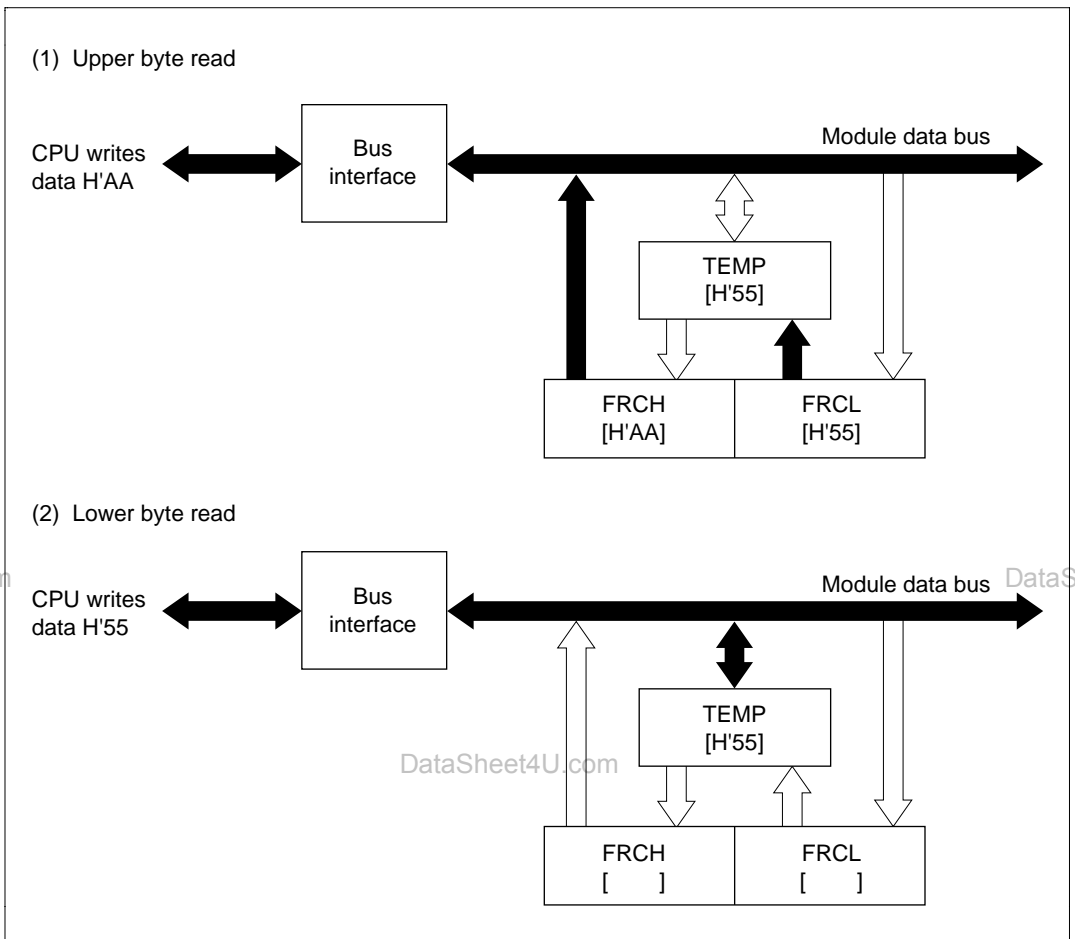 (1) Upper byte read
CPU writes
data H'AA
Bus
interface
Module data bus
TEMP
[H'55]
FRCH
[H'AA]
FRCL
[H'55]
(2) Lower byte read
CPU writes
data H'55
Bus
interface
Module data bus
DataS
m
TEMP
[H'55]
DataSheet4U.com
FRCH
[ ]
FRCL
[ ]